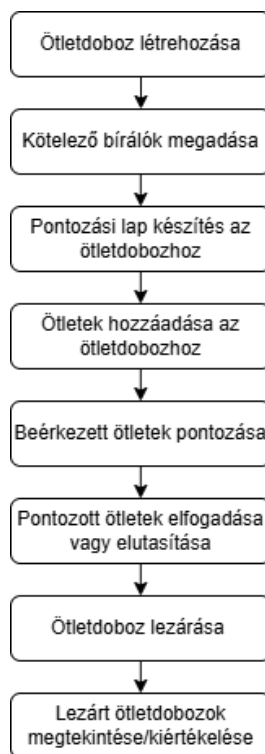 Ötletdoboz létrehozása
Kötelező bírálók megadása
Pontozási lap készítés az
ötletdobozhoz
Ötletek hozzáadása az
ötletdobozhoz
Beérkezett ötletek pontozása
Pontozott ötletek elfogadása
vagy elutasítása
Ötletdoboz lezárása
Lezárt ötletdobozok
megtekintése/kiértékelése